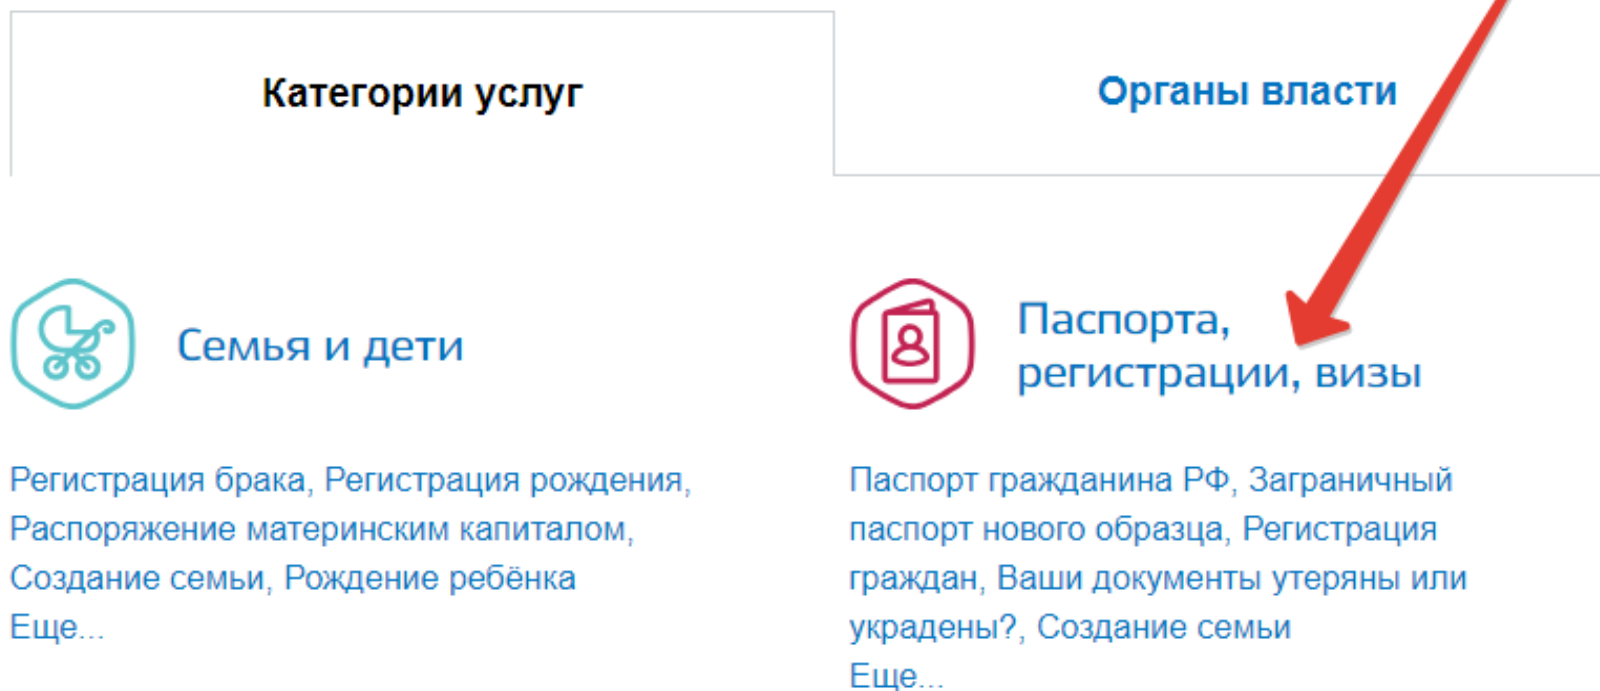 Категории услуг
Органы власти
Семья и дети
Паспорта,
регистрации, визы
Регистрация брака, Регистрация рождения,
Распоряжение материнским капиталом,
Создание семьи, Рождение ребёнка
Еще...
Паспорт гражданина РФ, Заграничный
паспорт нового образца, Регистрация
граждан, Ваши документы утеряны или
украдены?, Создание семьи
Еще...